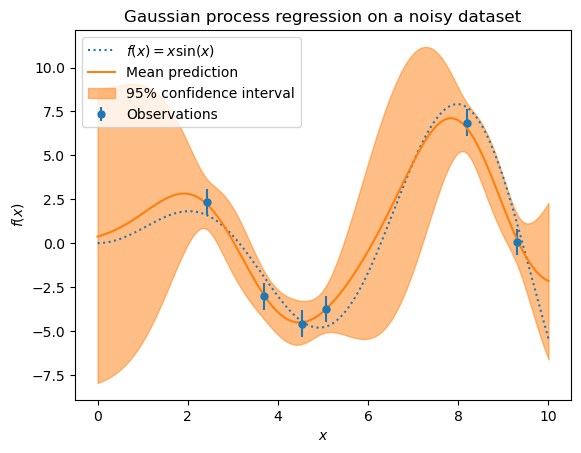 Gaussian process regression on a noisy dataset
f(x) = x sin(x)
Mean prediction
95% confidence interval
Observations
10.0
7.5
5.0
2.5
0.0
−2.5
−5.0
−7.5
f(x)
0 2 4 6 8 10
x